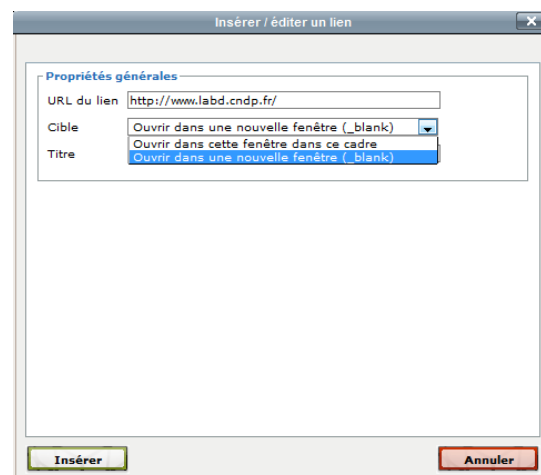 Insérer / éditer un lien
Propriétés générales
URL du lien http://www.labd.cndp.fr/
Cible Ouvrir dans une nouvelle fenêtre (_blank)
Ouvrir dans cette fenêtre dans ce cadre
Titre Ouvrir dans une nouvelle fenêtre (_blank)
Insérer Annuler